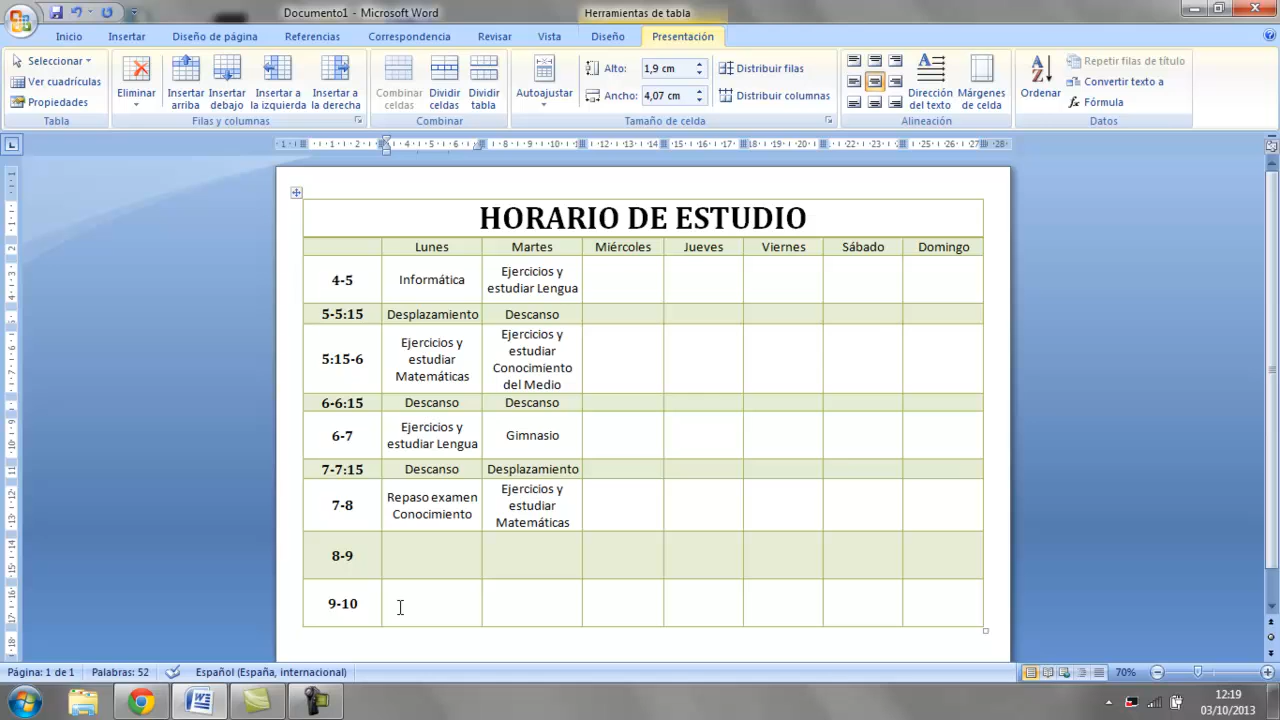 Documento1 - Microsoft Word
Herramientas de tabla
Inicio Insertar Diseño de página Referencias Correspondencia Revisar Vista Diseño Presentación
Seleccionar
Ver cuadrículas
Propiedades
Tabla
Eliminar
Insertar arriba
Insertar debajo
Insertar a la izquierda
Insertar a la derecha
Filas y columnas
Combinar celdas
Dividir celdas
Dividir tabla
Combinar
Autoajustar
Alto: 1,9 cm
Ancho: 4,07 cm
Distribuir filas
Distribuir columnas
Tamaño de celda
Dirección del texto
Márgenes de celda
Alineación
Ordenar
Repetir filas de título
Convertir texto a
Fórmula
Datos
HORARIO DE ESTUDIO
Lunes Martes Miércoles Jueves Viernes Sábado Domingo
4-5 Informática Ejercicios y estudiar Lengua
5-5:15 Desplazamiento Descanso
5:15-6 Ejercicios y estudiar Matemáticas Ejercicios y estudiar Conocimiento del Medio
6-6:15 Descanso Descanso
6-7 Ejercicios y estudiar Lengua Gimnasio
7-7:15 Descanso Desplazamiento
7-8 Repaso examen Conocimiento Ejercicios y estudiar Matemáticas
8-9
9-10
Página: 1 de 1 Palabras: 52 Español (España, internacional) 70%
12:19
03/10/2013